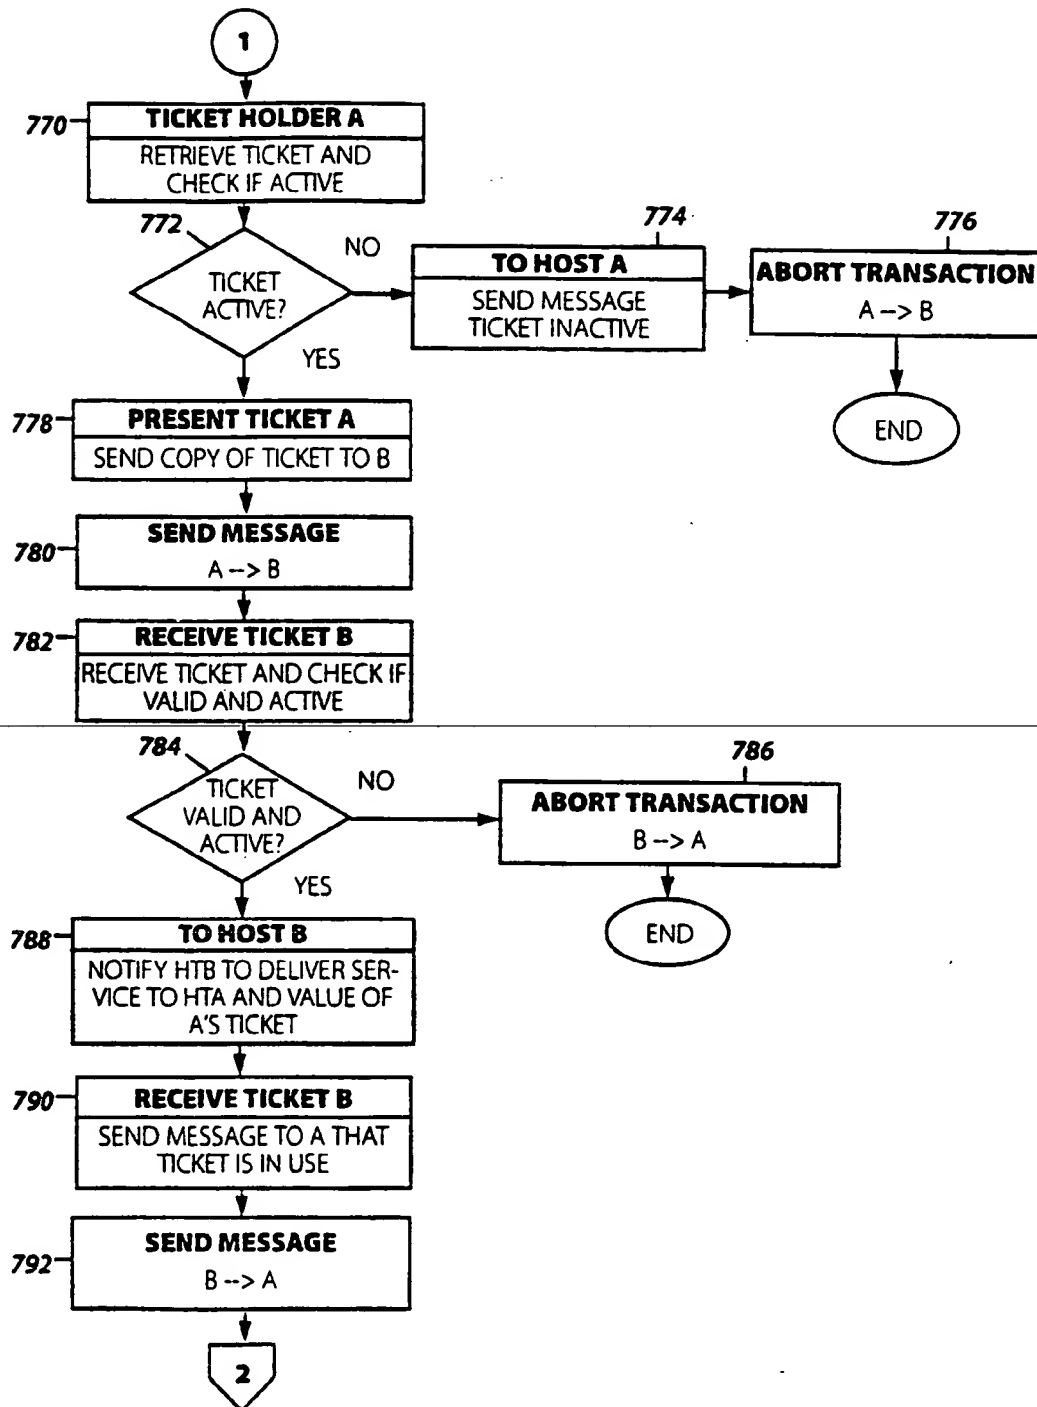 1
770
TICKET HOLDER A
RETRIEVE TICKET AND
CHECK IF ACTIVE
772
TICKET
ACTIVE?
NO
YES
774
TO HOST A
SEND MESSAGE
TICKET INACTIVE
776
ABORT TRANSACTION
A --> B
END
778
PRESENT TICKET A
SEND COPY OF TICKET TO B
780
SEND MESSAGE
A --> B
782
RECEIVE TICKET B
RECEIVE TICKET AND CHECK IF
VALID AND ACTIVE
784
TICKET
VALID AND
ACTIVE?
NO
YES
786
ABORT TRANSACTION
B --> A
END
788
TO HOST B
NOTIFY HTB TO DELIVER SER-
VICE TO HTA AND VALUE OF
A'S TICKET
790
RECEIVE TICKET B
SEND MESSAGE TO A THAT
TICKET IS IN USE
792
SEND MESSAGE
B --> A
2